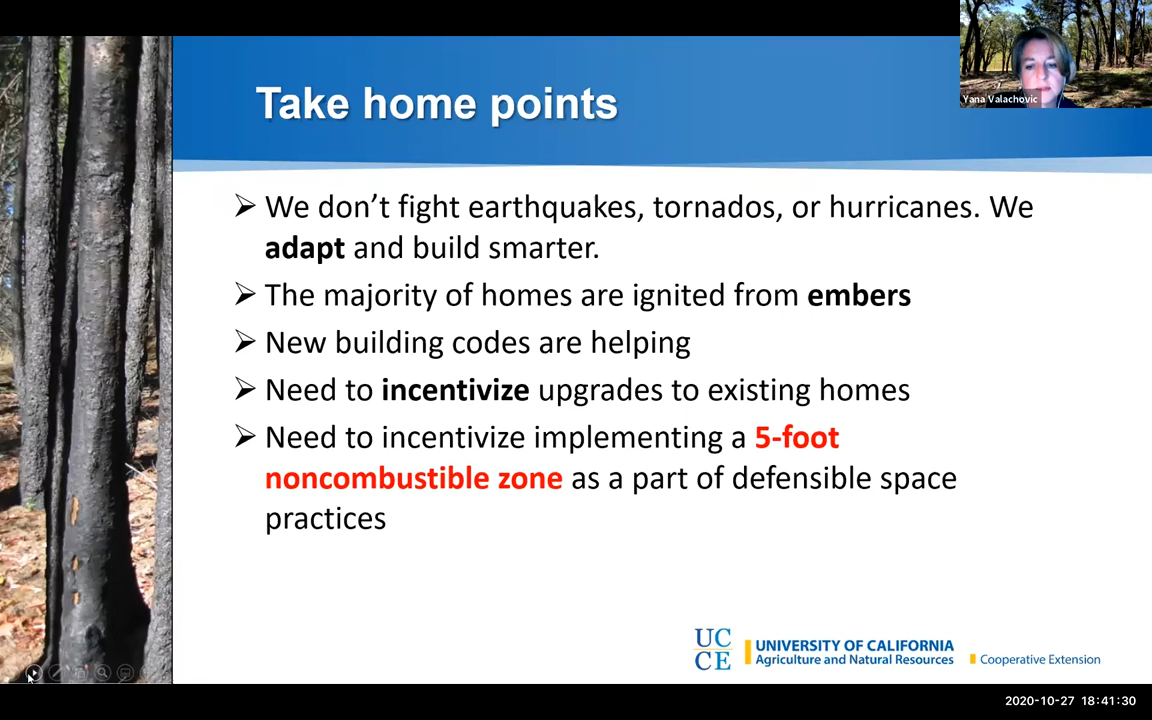 Take home points
Yana Valachovic
➢ We don’t fight earthquakes, tornados, or hurricanes. We
adapt and build smarter.
➢ The majority of homes are ignited from embers
➢ New building codes are helping
➢ Need to incentivize upgrades to existing homes
➢ Need to incentivize implementing a 5-foot
noncombustible zone as a part of defensible space
practices
UC
CE
UNIVERSITY OF CALIFORNIA
Agriculture and Natural Resources
Cooperative Extension
2020-10-27 18:41:30